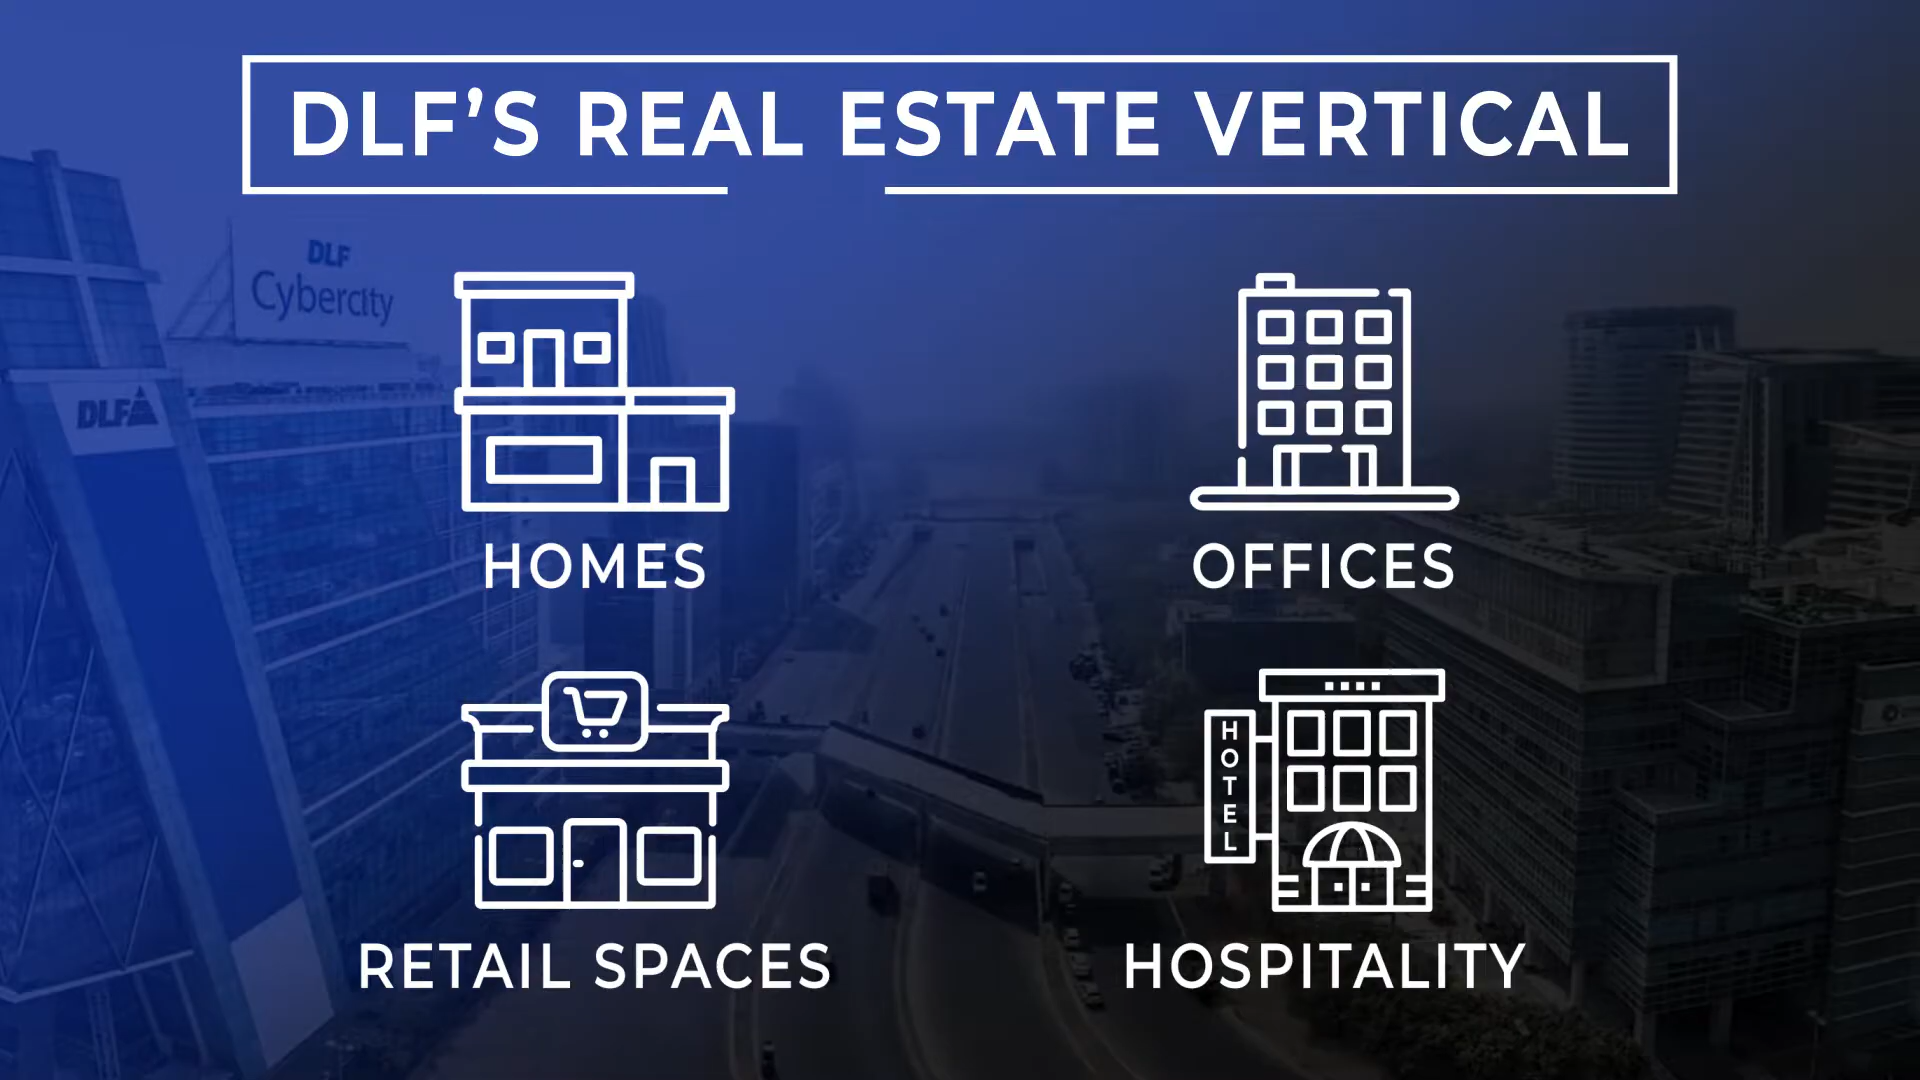 DLF'S REAL ESTATE VERTICAL
DLF
Cybercity
DLF
HOMES
OFFICES
HOTEL
RETAIL SPACES
HOSPITALITY